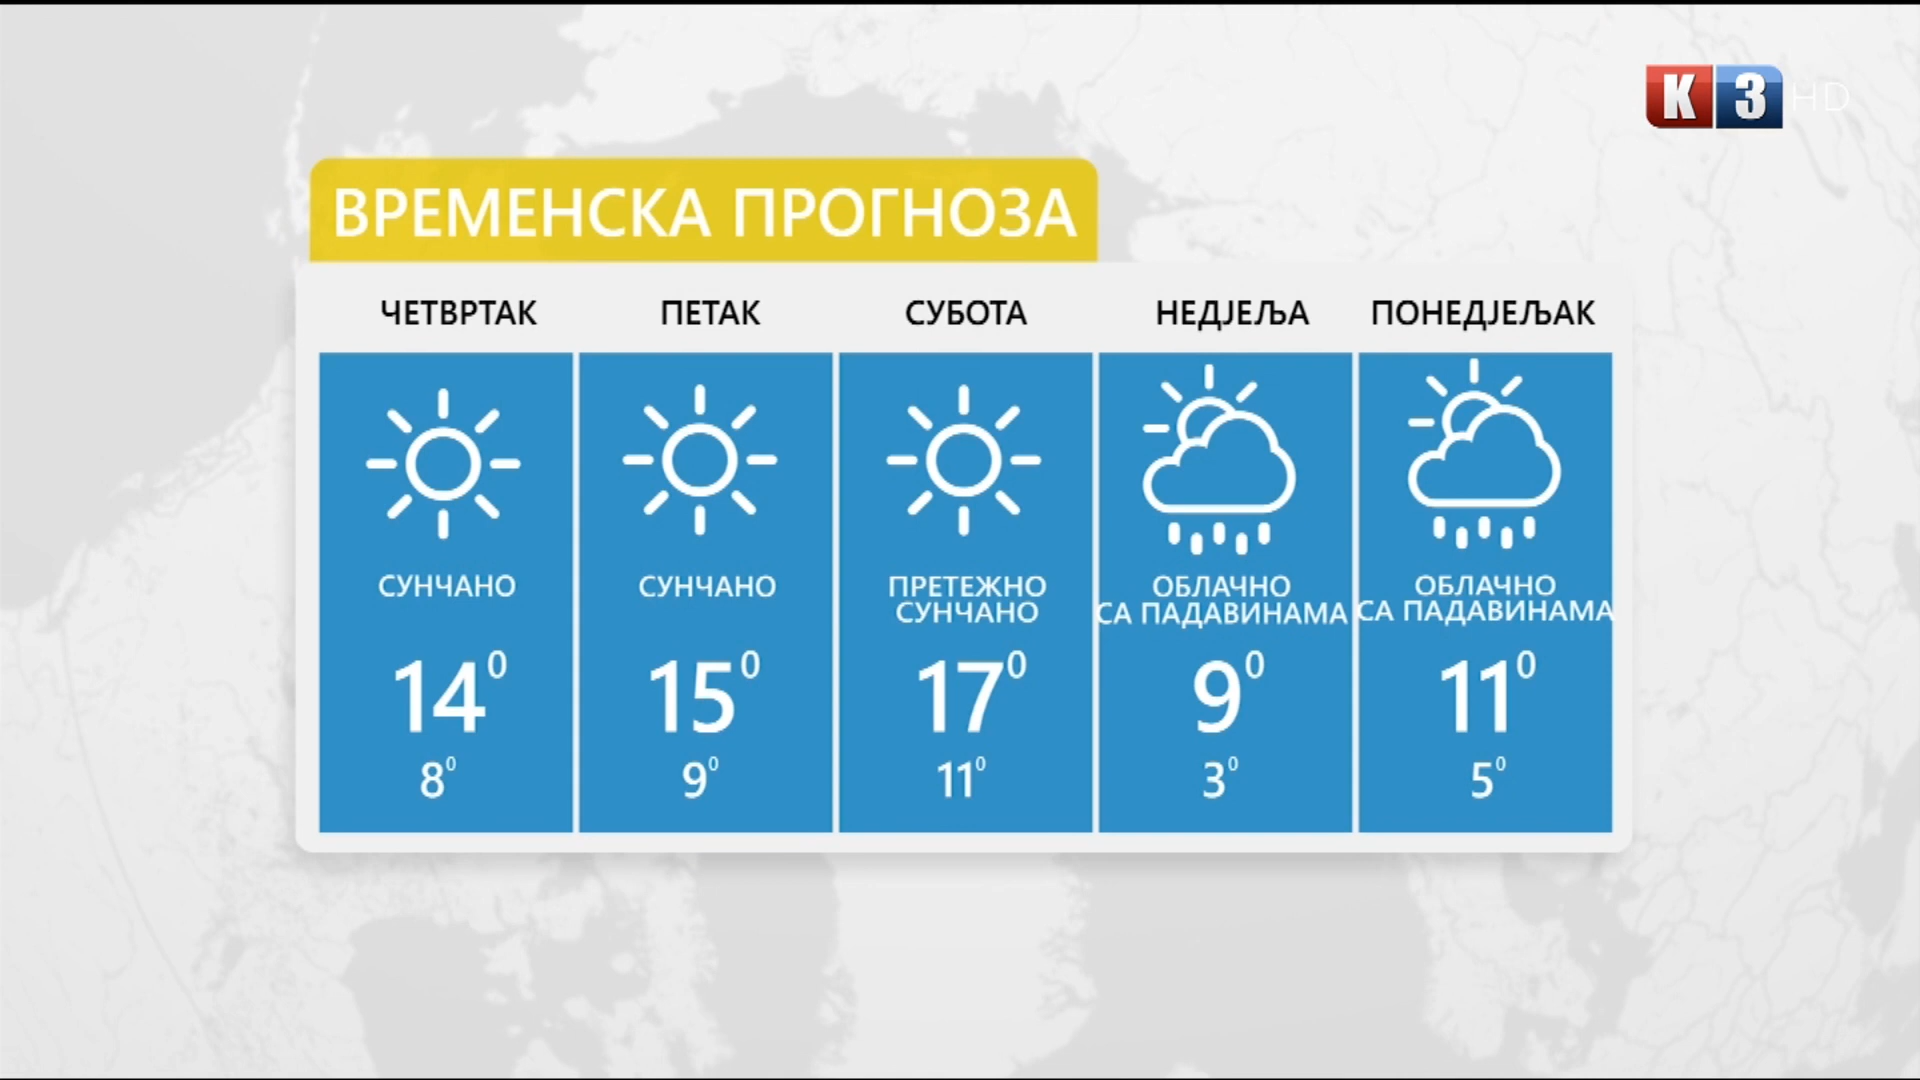 К3 HD
ВРЕМЕНСКА ПРОГНОЗА
ЧЕТВРТАК ПЕТАК СУБОТА НЕДЈЕЉА ПОНЕДЈЕЉАК
СУНЧАНО СУНЧАНО ПРЕТЕЖНО ОБЛАЧНО ОБЛАЧНО
СУНЧАНО СА ПАДАВИНАМА СА ПАДАВИНАМА
14⁰ 15⁰ 17⁰ 9⁰ 11⁰
8⁰ 9⁰ 11⁰ 3⁰ 5⁰